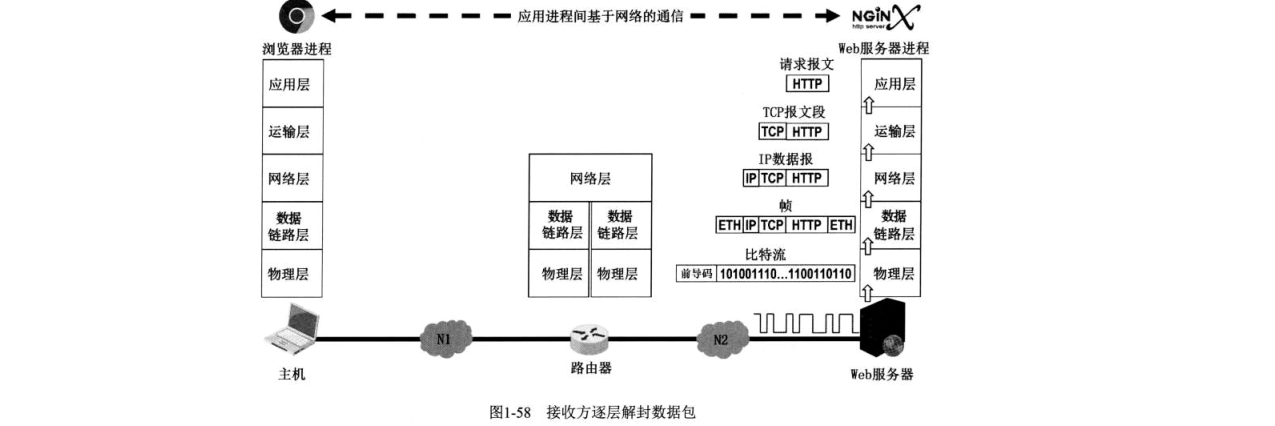 应用进程间基于网络的通信
NGiNX
http server
浏览器进程
Web服务器进程
应用层
运输层
网络层
数据
链路层
物理层
网络层
数据
链路层
数据
链路层
物理层
物理层
请求报文
HTTP
TCP报文段
TCP HTTP
IP数据报
IP TCP HTTP
帧
ETH IP TCP HTTP ETH
比特流
前导码 101001110...1100110110
应用层
运输层
网络层
数据
链路层
物理层
N1
N2
主机
路由器
Web服务器
图1-58 接收方逐层解封数据包